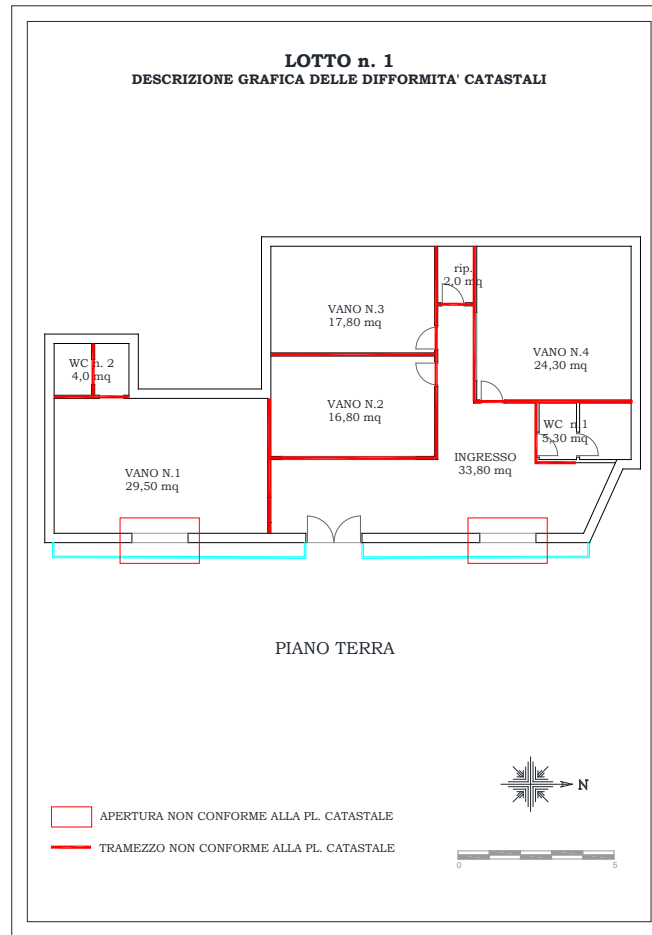 LOTTO n. 1
DESCRIZIONE GRAFICA DELLE DIFFORMITA' CATASTALI
rip.
2,0 mq
VANO N.3
17,80 mq
VANO N.4
24,30 mq
WC n. 2
4,0 mq
VANO N.2
16,80 mq
WC n.1
5,30 mq
INGRESSO
33,80 mq
VANO N.1
29,50 mq
PIANO TERRA
N
APERTURA NON CONFORME ALLA PL. CATASTALE
TRAMEZZO NON CONFORME ALLA PL. CATASTALE
0 5